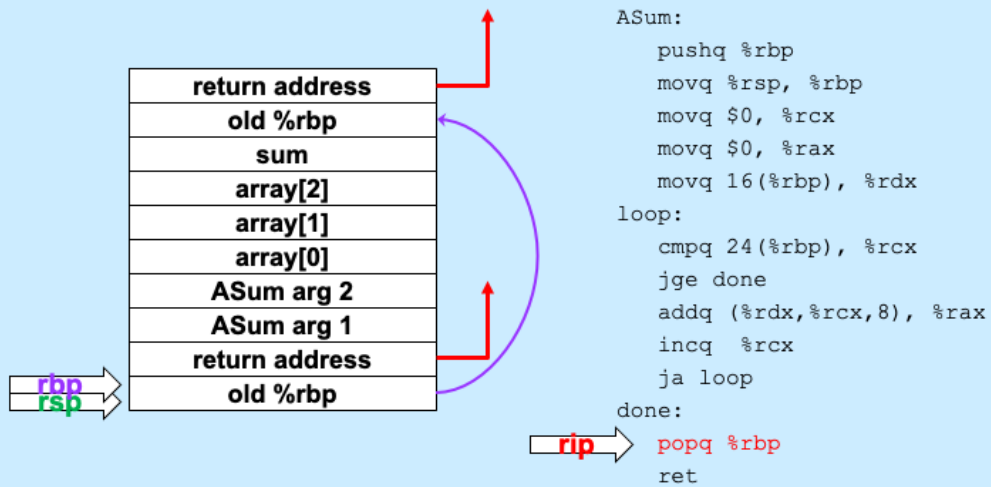 return address
old %rbp
sum
array[2]
array[1]
array[0]
ASum arg 2
ASum arg 1
return address
old %rbp
rbp
rsp
ASum:
pushq %rbp
movq %rsp, %rbp
movq $0, %rcx
movq $0, %rax
movq 16(%rbp), %rdx
loop:
cmpq 24(%rbp), %rcx
jge done
addq (%rdx,%rcx,8), %rax
incq %rcx
ja loop
done:
rip
popq %rbp
ret